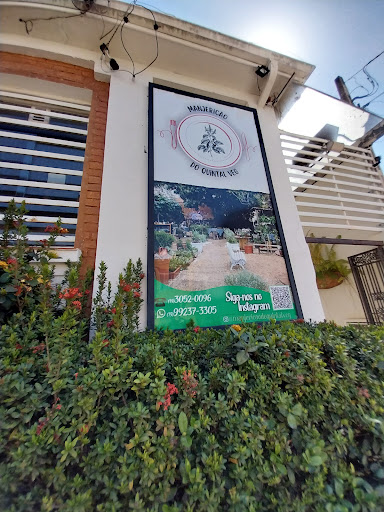 MANJERICÃO
DO QUINTAL VEG
3052-0096
99237-3305
Siga-nos no
Instagram